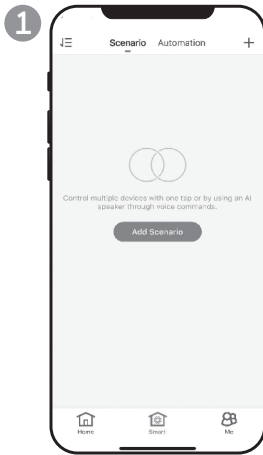 1
Scenario Automation
Control multiple devices with one tap or by using an AI
speaker through voice commands.
Add Scenario
Home Smart Me